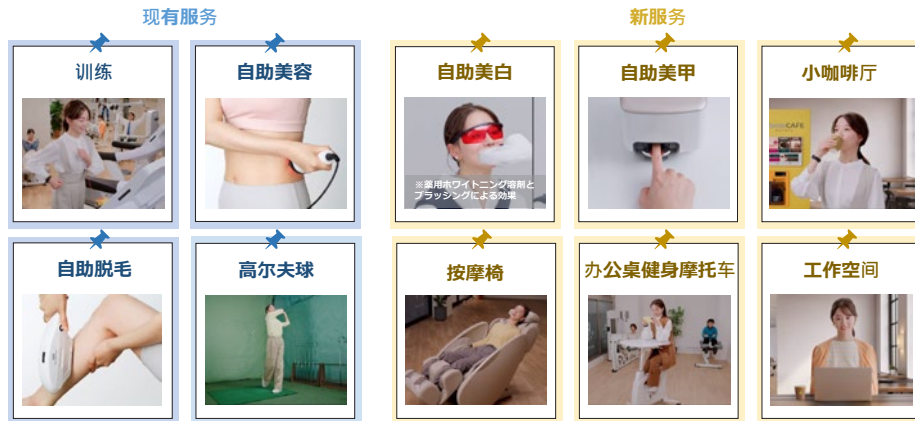 现有服务
新服务
训练
自助美容
自助美白
自助美甲
小咖啡厅
CAFE
※薬用ホワイトニング溶剤と
ブラッシングによる効果
自助脱毛
高尔夫球
按摩椅
办公桌健身摩托车
工作空间